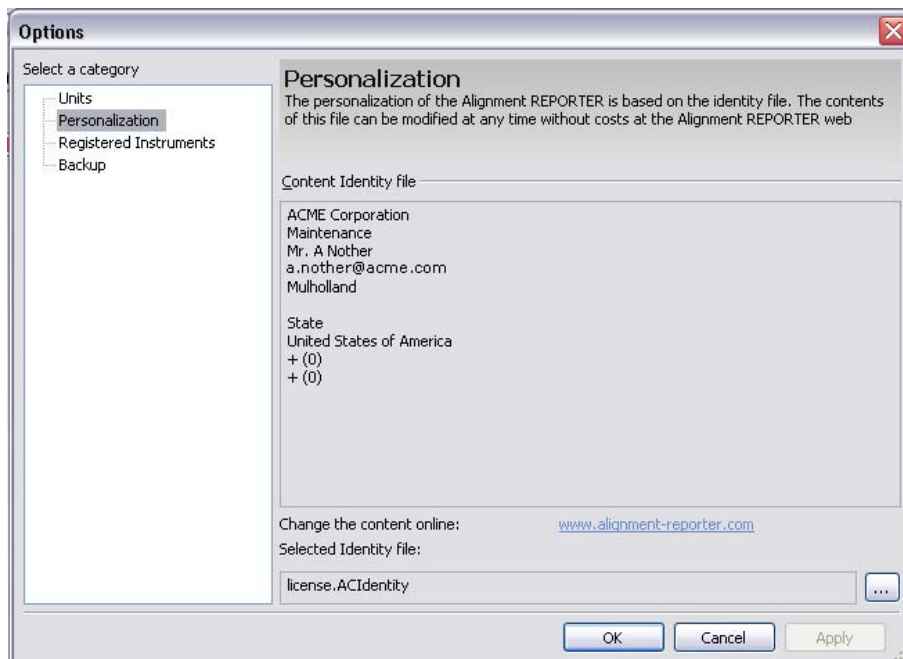 Options
Select a category
Units
Personalization
Registered Instruments
Backup
Personalization
The personalization of the Alignment REPORTER is based on the identity file. The contents
of this file can be modified at any time without costs at the Alignment REPORTER web
Content Identity file
ACME Corporation
Maintenance
Mr. A Nother
a.nother@acme.com
Mulholland
State
United States of America
+ (0)
+ (0)
Change the content online: www.alignment-reporter.com
Selected Identity file:
license.ACIdentity
...
OK Cancel Apply